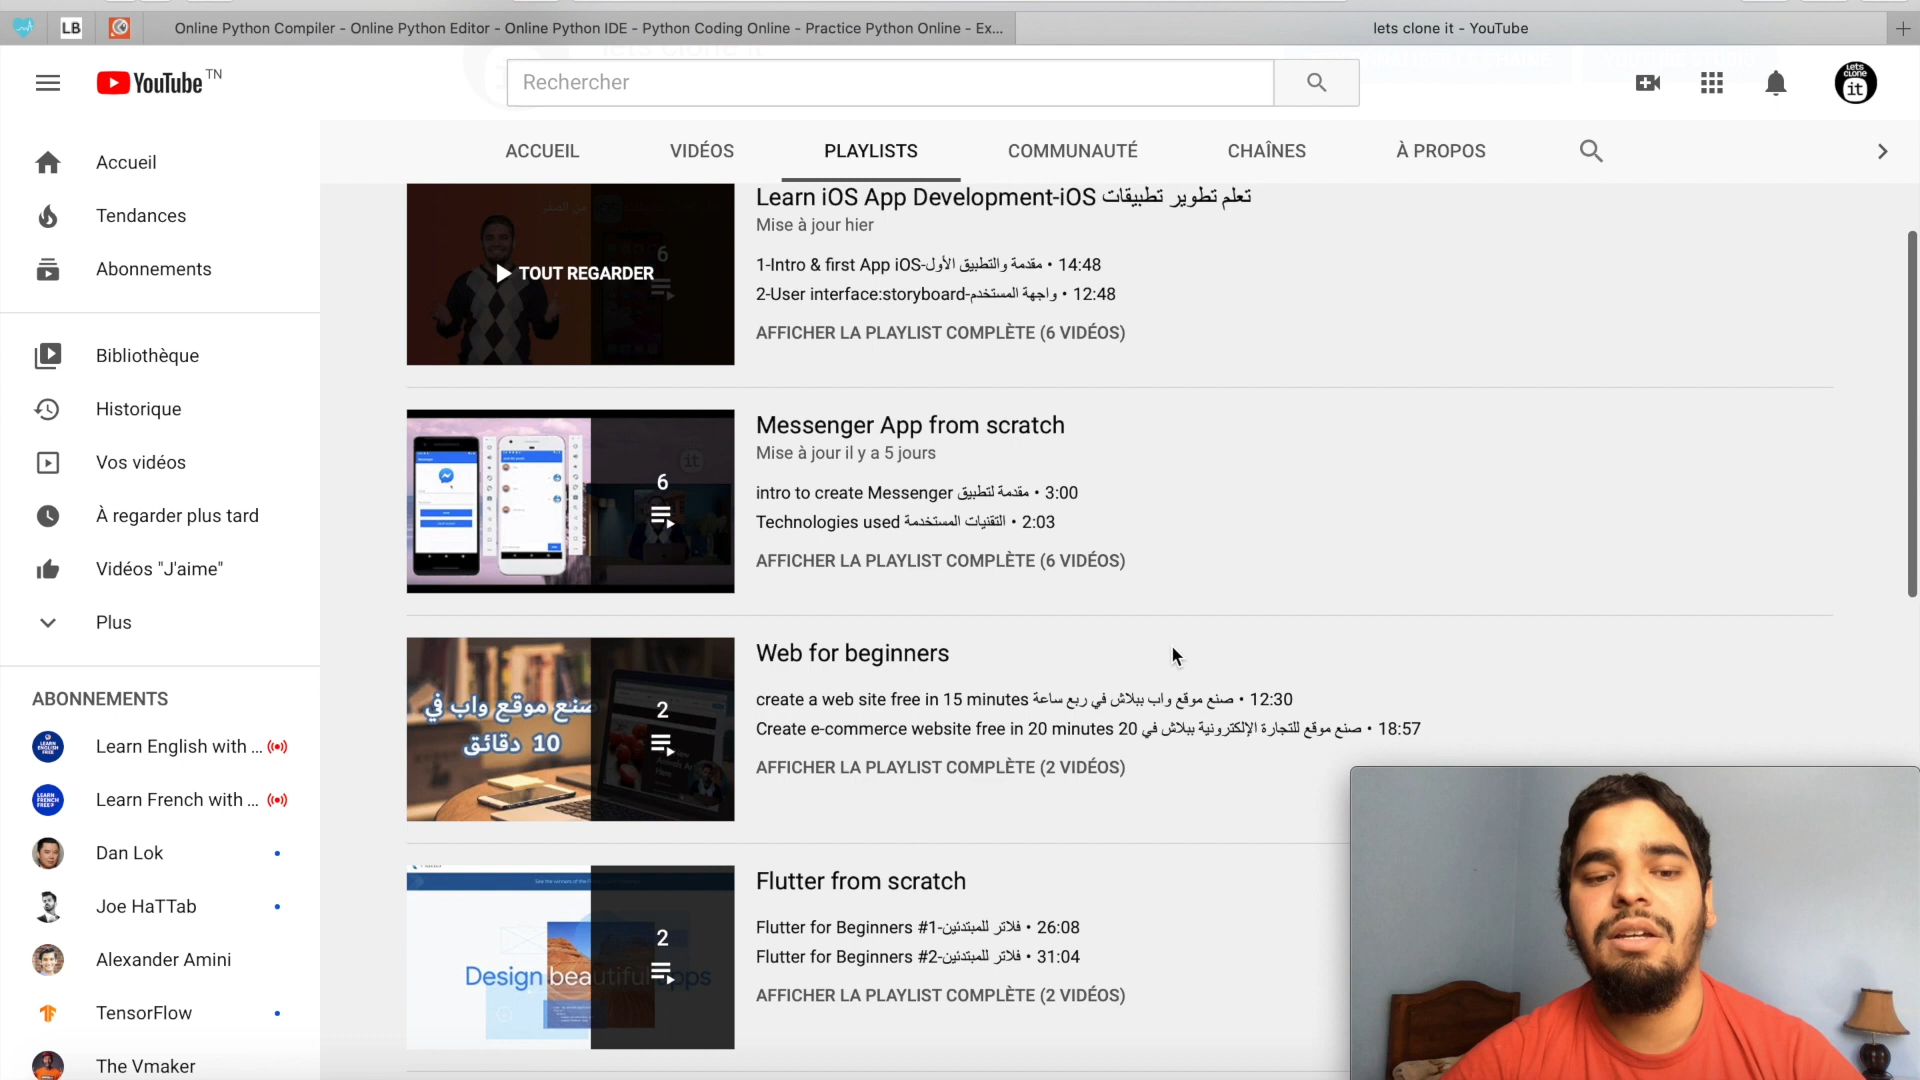 LB
Online Python Compiler - Online Python Editor - Online Python IDE - Python Coding Online - Practice Python Online - Ex...
lets clone it - YouTube
YouTube TN
Rechercher
LETS CLONE it
ACCUEIL
VIDÉOS
PLAYLISTS
COMMUNAUTÉ
CHAÎNES
À PROPOS
Accueil
Tendances
Abonnements
Bibliothèque
Historique
Vos vidéos
À regarder plus tard
Vidéos "J'aime"
Plus
ABONNEMENTS
Learn English with ...
Learn French with ...
Dan Lok
Joe HaTTab
Alexander Amini
TensorFlow
The Vmaker
6
TOUT REGARDER
Learn iOS App Development-iOS تعلم تطوير تطبيقات
Mise à jour hier
1-Intro & first App iOS-مقدمة والتطبيق الأول • 14:48
2-User interface:storyboard-واجهة المستخدم • 12:48
AFFICHER LA PLAYLIST COMPLÈTE (6 VIDÉOS)
6
Messenger App from scratch
Mise à jour il y a 5 jours
intro to create Messenger مقدمة لتطبيق • 3:00
Technologies used التقنيات المستخدمة • 2:03
AFFICHER LA PLAYLIST COMPLÈTE (6 VIDÉOS)
صنع موقع واب في
10 دقائق
2
Web for beginners
create a web site free in 15 minutes صنع موقع واب ببلاش في ربع ساعة • 12:30
Create e-commerce website free in 20 minutes صنع موقع للتجارة الإلكترونية ببلاش في 20 • 18:57
AFFICHER LA PLAYLIST COMPLÈTE (2 VIDÉOS)
2
Design beautiful apps
Flutter from scratch
Flutter for Beginners #1-فلاتر للمبتدئين • 26:08
Flutter for Beginners #2-فلاتر للمبتدئين • 31:04
AFFICHER LA PLAYLIST COMPLÈTE (2 VIDÉOS)